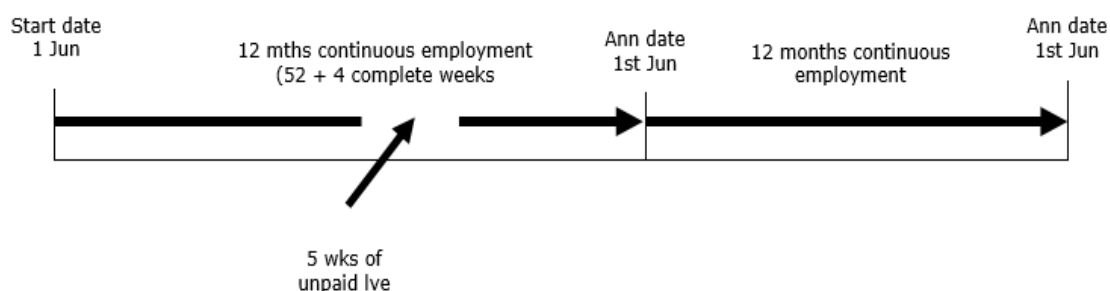 Start date
1 Jun
12 mths continuous employment
(52 + 4 complete weeks
Ann date
1st Jun
12 months continuous
employment
Ann date
1st Jun
5 wks of
unpaid lve